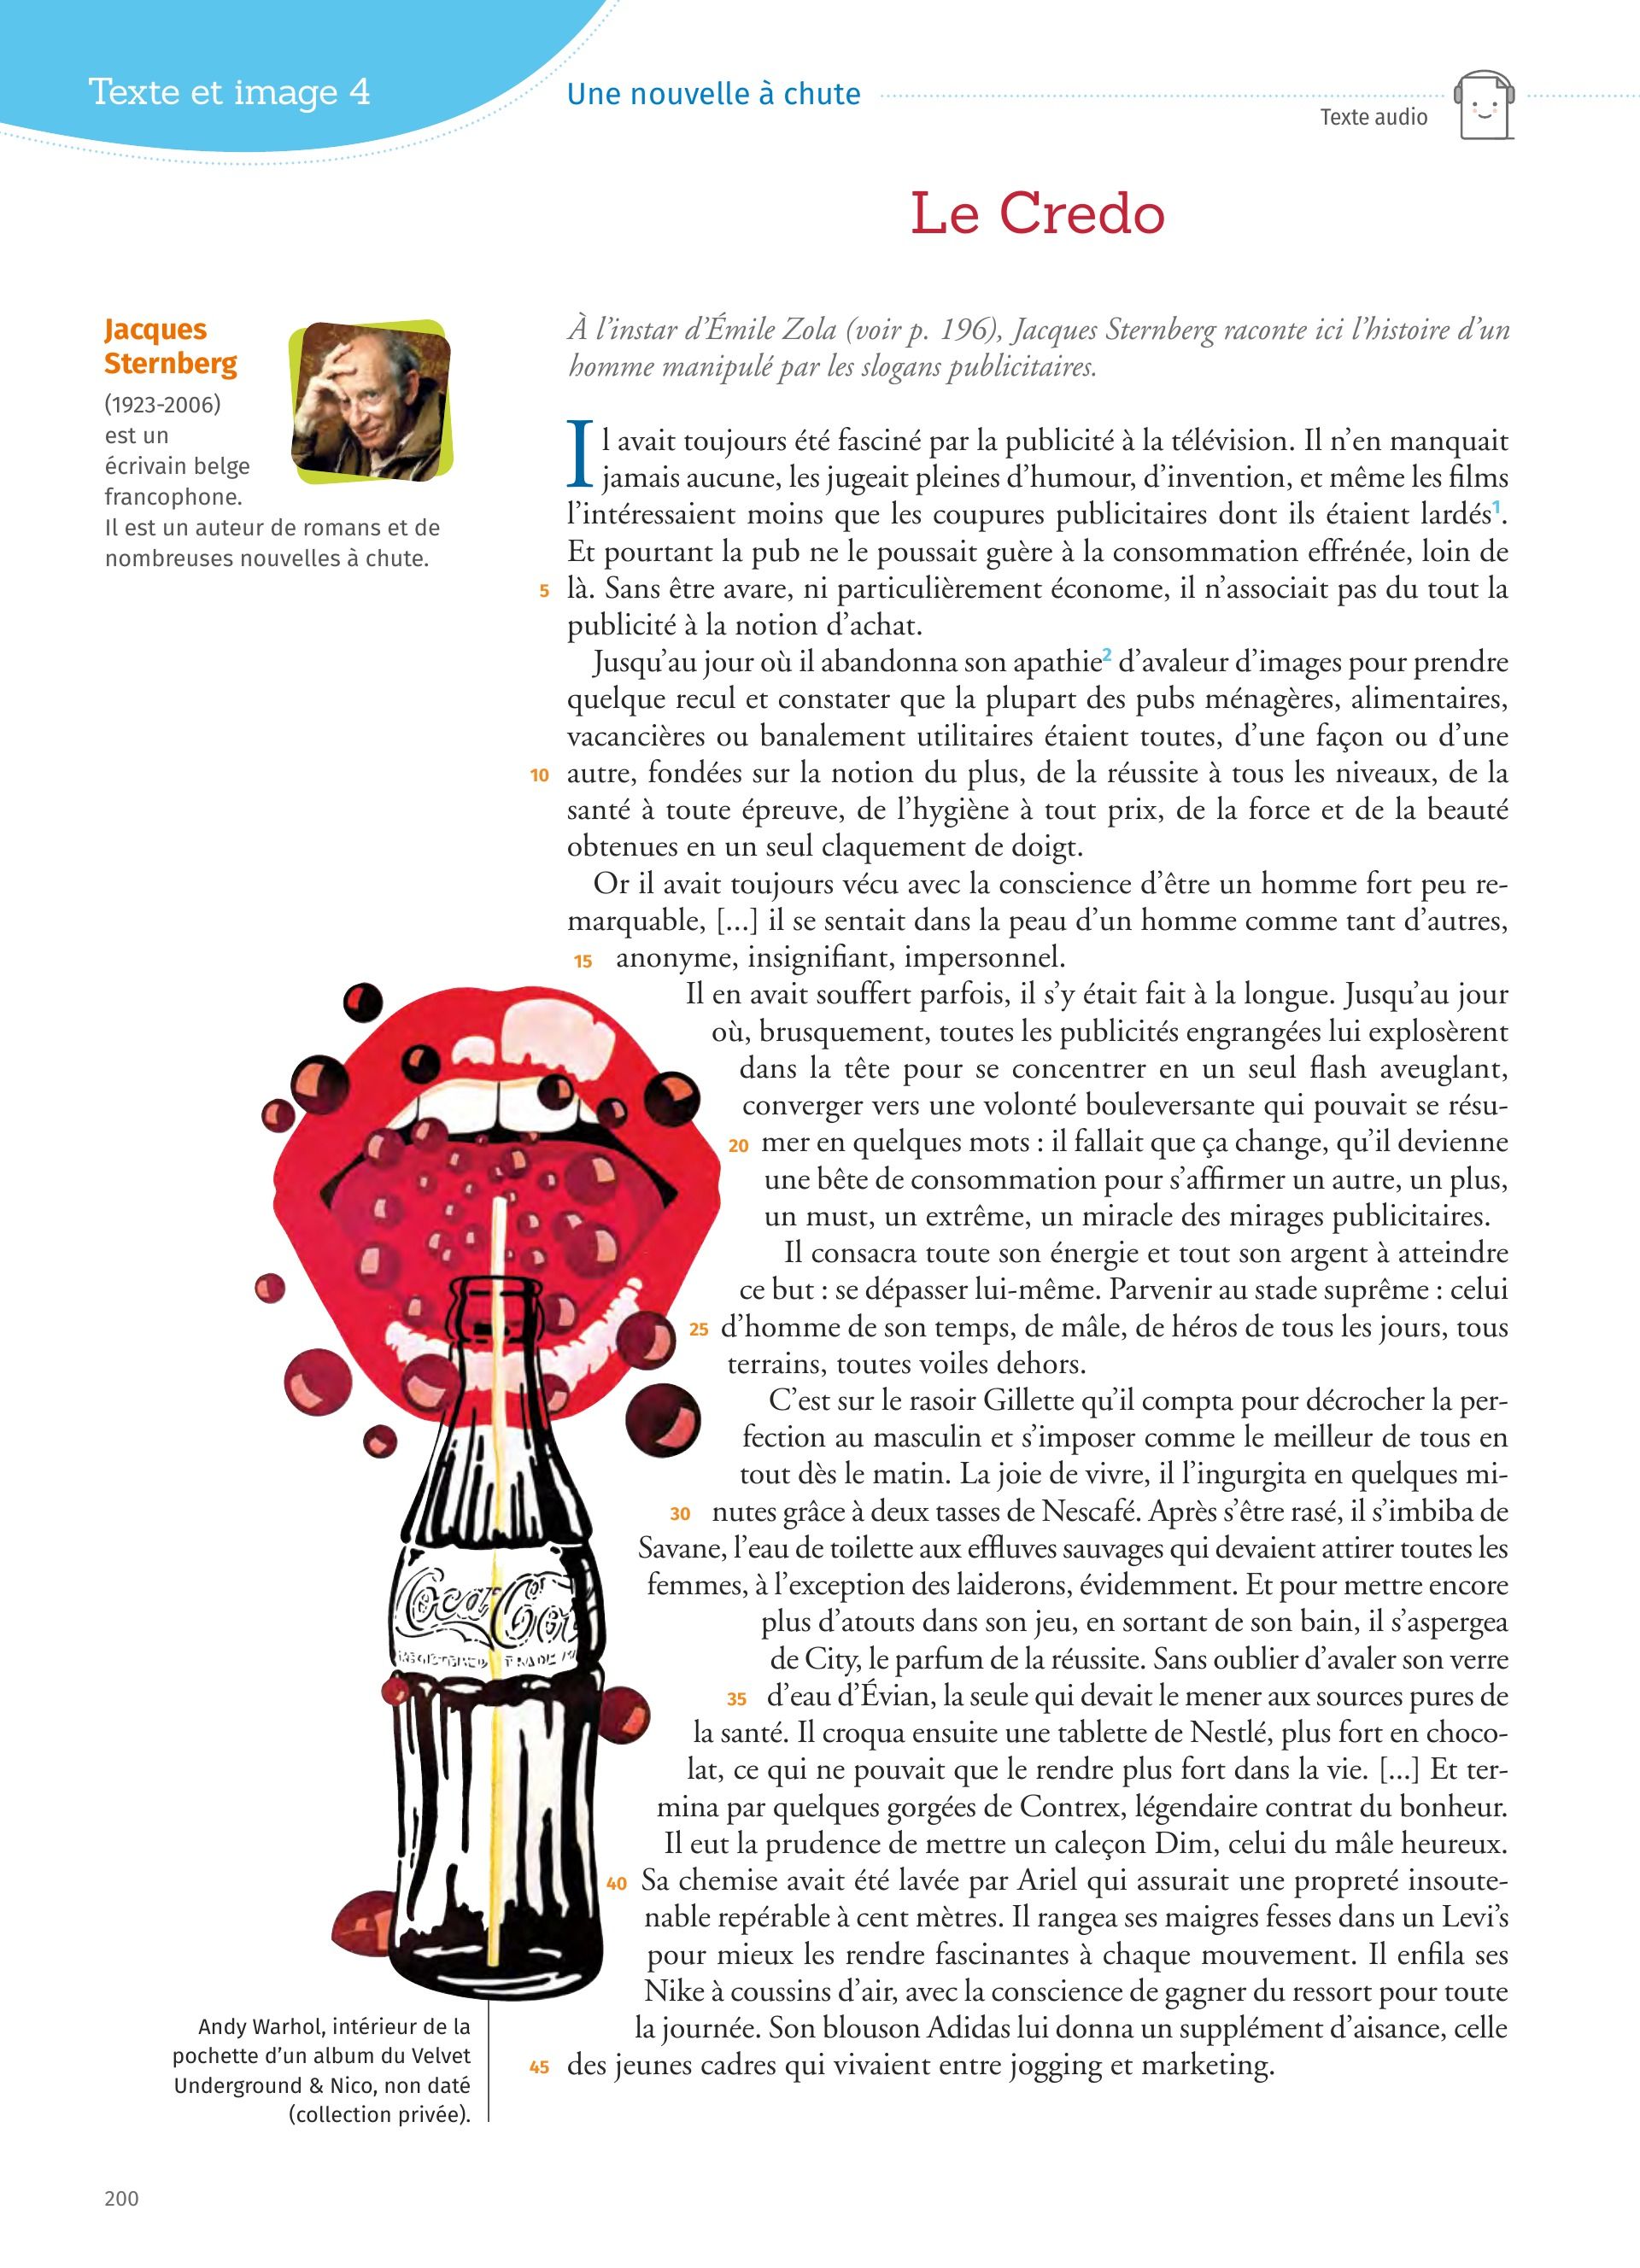 Texte et image 4
Une nouvelle à chute
Texte audio
Le Credo
Jacques
Sternberg
(1923-2006)
est un
écrivain belge
francophone.
Il est un auteur de romans et de
nombreuses nouvelles à chute.
À l'instar d'Émile Zola (voir p. 196), Jacques Sternberg raconte ici l'histoire d'un
homme manipulé par les slogans publicitaires.
Il avait toujours été fasciné par la publicité à la télévision. Il n'en manquait
jamais aucune, les jugeait pleines d'humour, d'invention, et même les films
l'intéressaient moins que les coupures publicitaires dont ils étaient lardés¹.
Et pourtant la pub ne le poussait guère à la consommation effrénée, loin de
5 là. Sans être avare, ni particulièrement économe, il n'associait pas du tout la
publicité à la notion d'achat.
Jusqu'au jour où il abandonna son apathie² d'avaleur d'images pour prendre
quelque recul et constater que la plupart des pubs ménagères, alimentaires,
vacancières ou banalement utilitaires étaient toutes, d'une façon ou d'une
10 autre, fondées sur la notion du plus, de la réussite à tous les niveaux, de la
santé à toute épreuve, de l'hygiène à tout prix, de la force et de la beauté
obtenues en un seul claquement de doigt.
Or il avait toujours vécu avec la conscience d'être un homme fort peu re-
marquable, [...] il se sentait dans la peau d'un homme comme tant d'autres,
15 anonyme, insignifiant, impersonnel.
Il en avait souffert parfois, il s'y était fait à la longue. Jusqu'au jour
où, brusquement, toutes les publicités engrangées lui explosèrent
dans la tête pour se concentrer en un seul flash aveuglant,
converger vers une volonté bouleversante qui pouvait se résu-
20 mer en quelques mots : il fallait que ça change, qu'il devienne
une bête de consommation pour s'affirmer un autre, un plus,
un must, un extrême, un miracle des mirages publicitaires.
Il consacra toute son énergie et tout son argent à atteindre
ce but : se dépasser lui-même. Parvenir au stade suprême : celui
25 d'homme de son temps, de mâle, de héros de tous les jours, tous
terrains, toutes voiles dehors.
C'est sur le rasoir Gillette qu'il compta pour décrocher la per-
fection au masculin et s'imposer comme le meilleur de tous en
tout dès le matin. La joie de vivre, il l'ingurgita en quelques mi-
30 nutes grâce à deux tasses de Nescafé. Après s'être rasé, il s'imbiba de
Savane, l'eau de toilette aux effluves sauvages qui devaient attirer toutes les
femmes, à l'exception des laiderons, évidemment. Et pour mettre encore
plus d'atouts dans son jeu, en sortant de son bain, il s'aspergea
de City, le parfum de la réussite. Sans oublier d'avaler son verre
35 d'eau d'Évian, la seule qui devait le mener aux sources pures de
la santé. Il croqua ensuite une tablette de Nestlé, plus fort en choco-
lat, ce qui ne pouvait que le rendre plus fort dans la vie. [...] Et ter-
mina par quelques gorgées de Contrex, légendaire contrat du bonheur.
Il eut la prudence de mettre un caleçon Dim, celui du mâle heureux.
40 Sa chemise avait été lavée par Ariel qui assurait une propreté insoute-
nable repérable à cent mètres. Il rangea ses maigres fesses dans un Levi's
pour mieux les rendre fascinantes à chaque mouvement. Il enfila ses
Nike à coussins d'air, avec la conscience de gagner du ressort pour toute
la journée. Son blouson Adidas lui donna un supplément d'aisance, celle
45 des jeunes cadres qui vivaient entre jogging et marketing.
Coca Co
Andy Warhol, intérieur de la
pochette d'un album du Velvet
Underground & Nico, non daté
(collection privée).
200